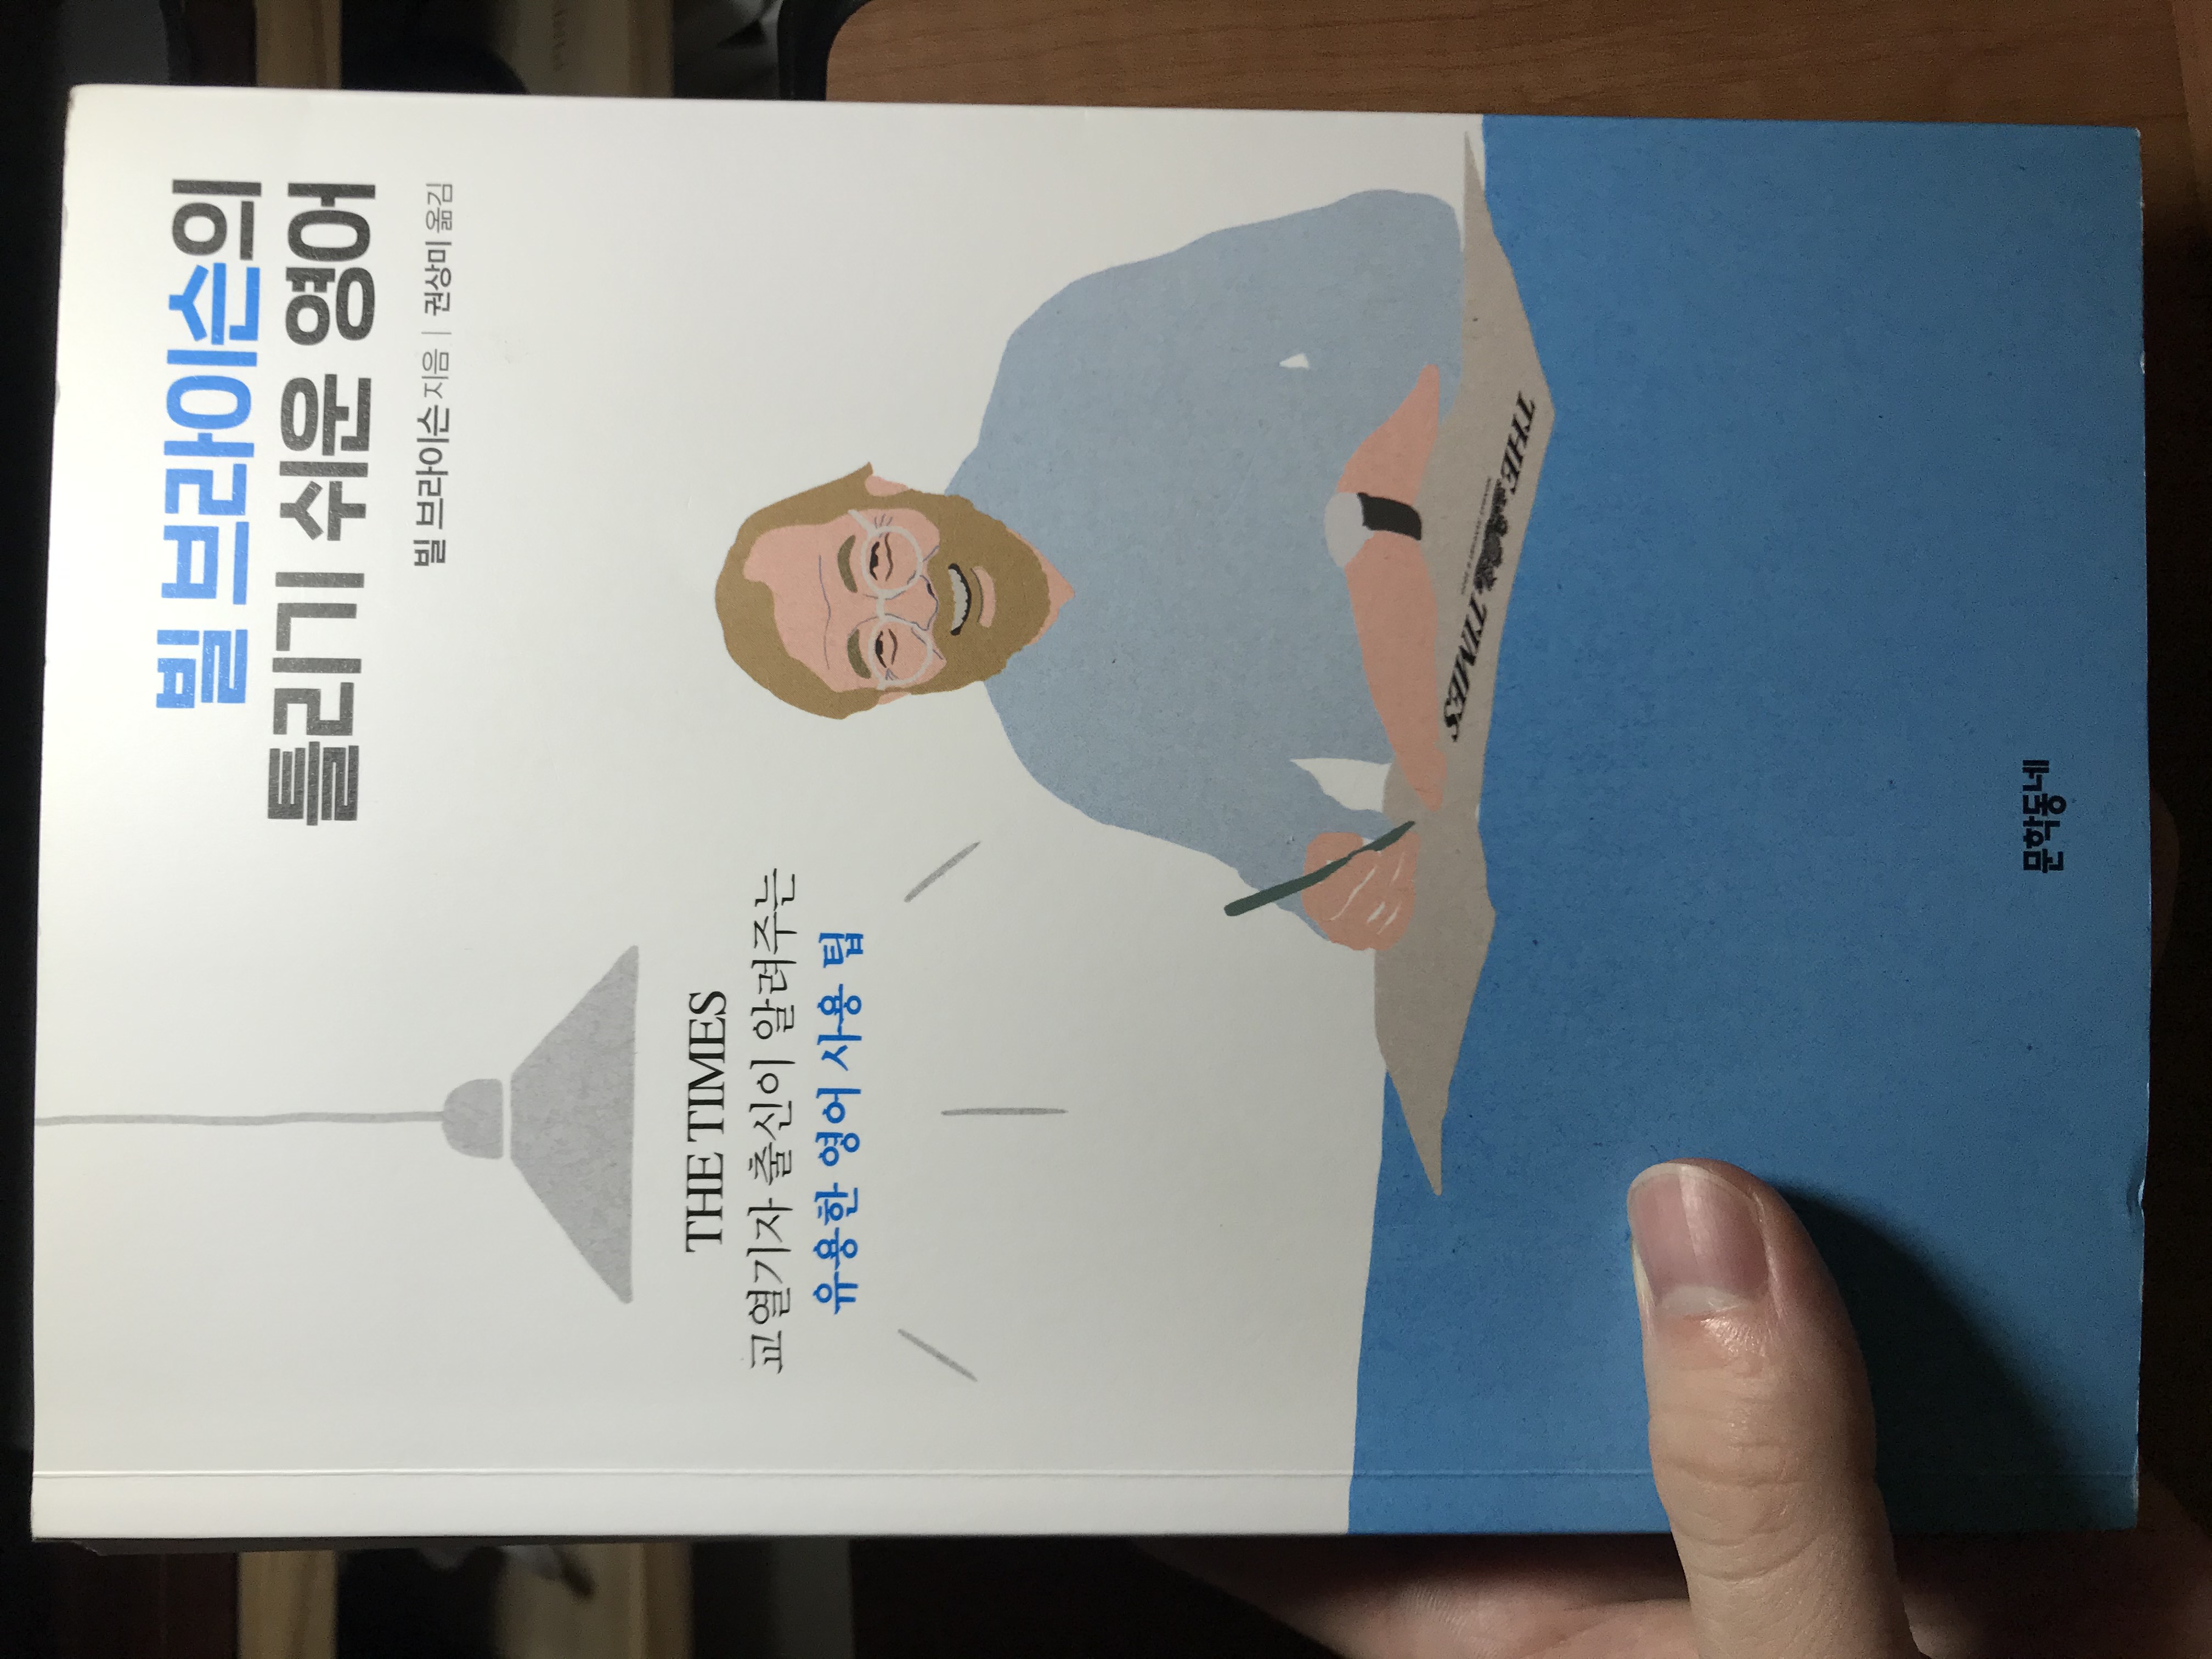 빌 브라이슨의
틀리기 쉬운 영어
빌 브라이슨 지음 | 권상미 옮김
THE TIMES
교열기자 출신이 알려주는
유용한 영어 사용 팁
THE TIMES
문학동네